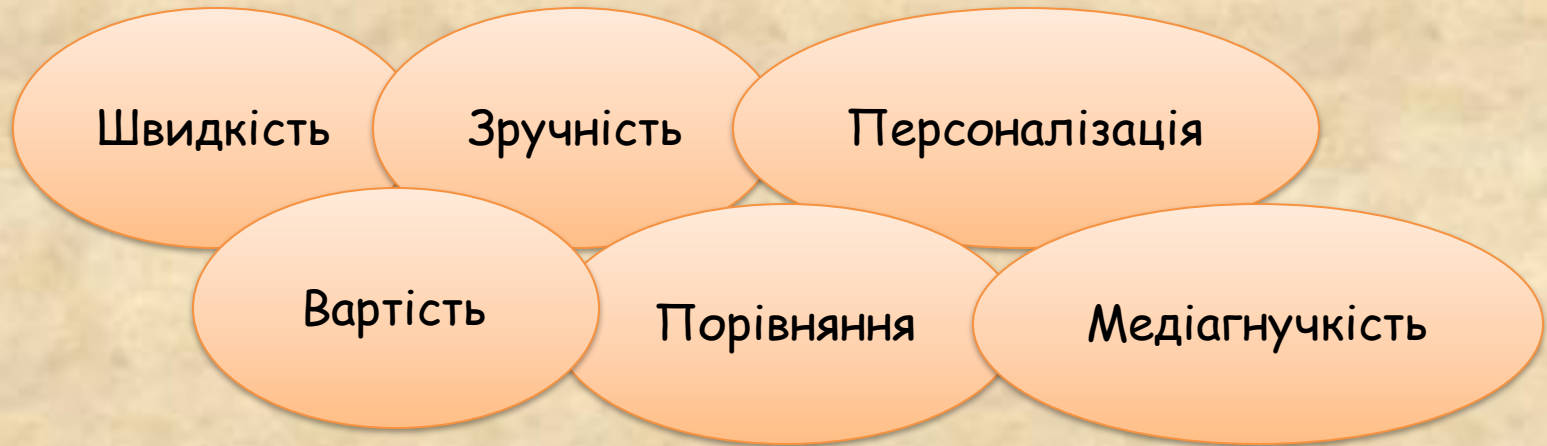 Швидкість
Зручність
Персоналізація
Вартість
Порівняння
Медіагнучкість